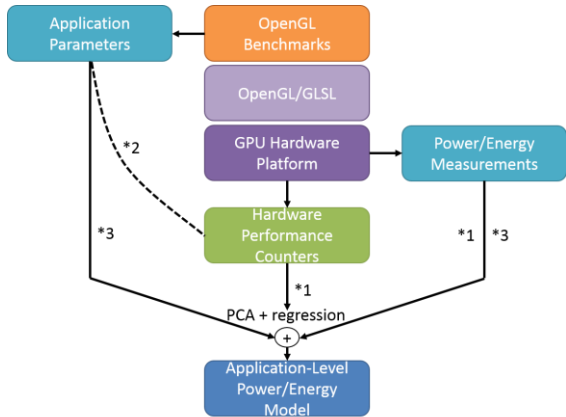 Application
Parameters
OpenGL
Benchmarks
OpenGL/GLSL
*2
GPU Hardware
Platform
Power/Energy
Measurements
Hardware
Performance
Counters
*3
*1
*3
*1
PCA + regression
+
Application-Level
Power/Energy
Model